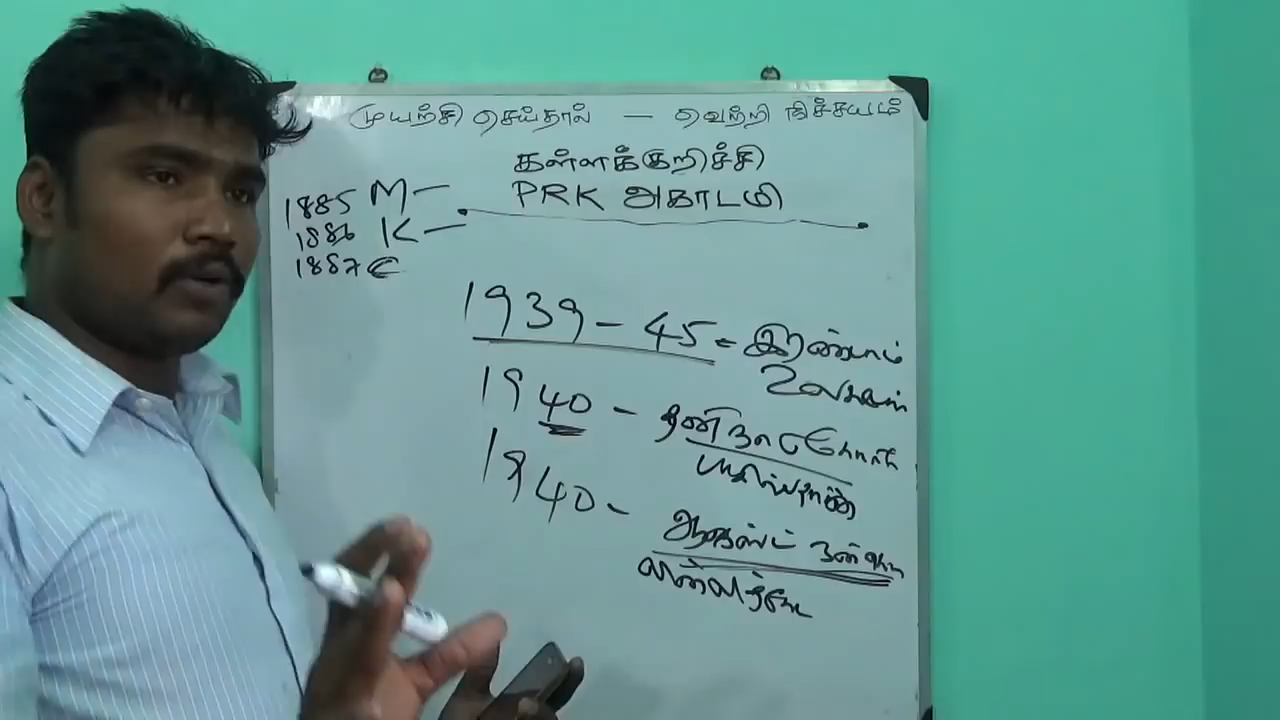 முயற்சி செய்தால் — வெற்றி நிச்சயம்
கள்ளக்குறிச்சி
PRK அகாடமி
1885 M —
1886 K —
1887 C
1939 – 45 = இரண்டாம்
உலகபோர்
1940 – தனிநாடு கோரிக்
பாகிஸ்தான்
1940 – ஆகஸ்ட் நன்கொ